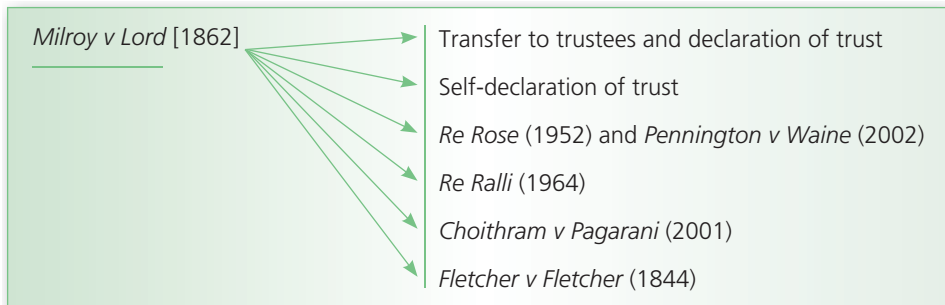 Milroy v Lord [1862]
Transfer to trustees and declaration of trust
Self-declaration of trust
Re Rose (1952) and Pennington v Waine (2002)
Re Ralli (1964)
Choithram v Pagarani (2001)
Fletcher v Fletcher (1844)